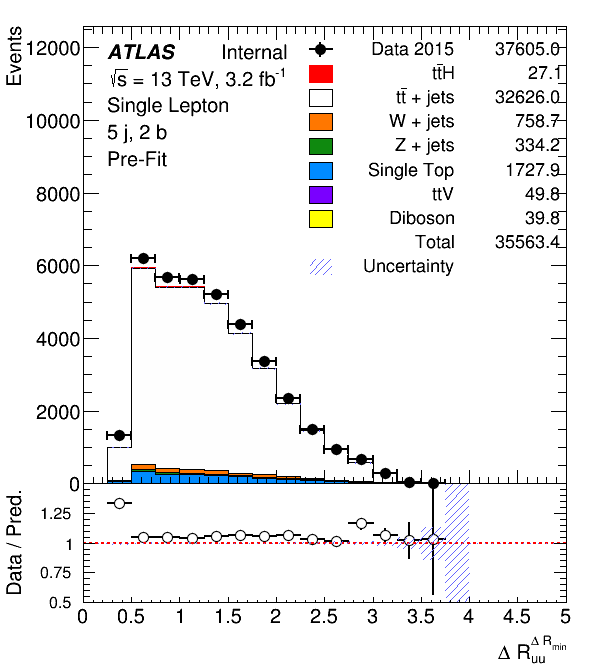 Events
12000
10000
8000
6000
4000
2000
0
ATLAS Internal
√s = 13 TeV, 3.2 fb⁻¹
Single Lepton
5 j, 2 b
Pre-Fit
Data 2015 37605.0
tt̄H 27.1
tt̄ + jets 32626.0
W + jets 758.7
Z + jets 334.2
Single Top 1727.9
ttV 49.8
Diboson 39.8
Total 35563.4
Uncertainty
Data / Pred.
1.25
1
0.75
0.5
0 0.5 1 1.5 2 2.5 3 3.5 4 4.5 5
Δ R_uu^Δ R_min